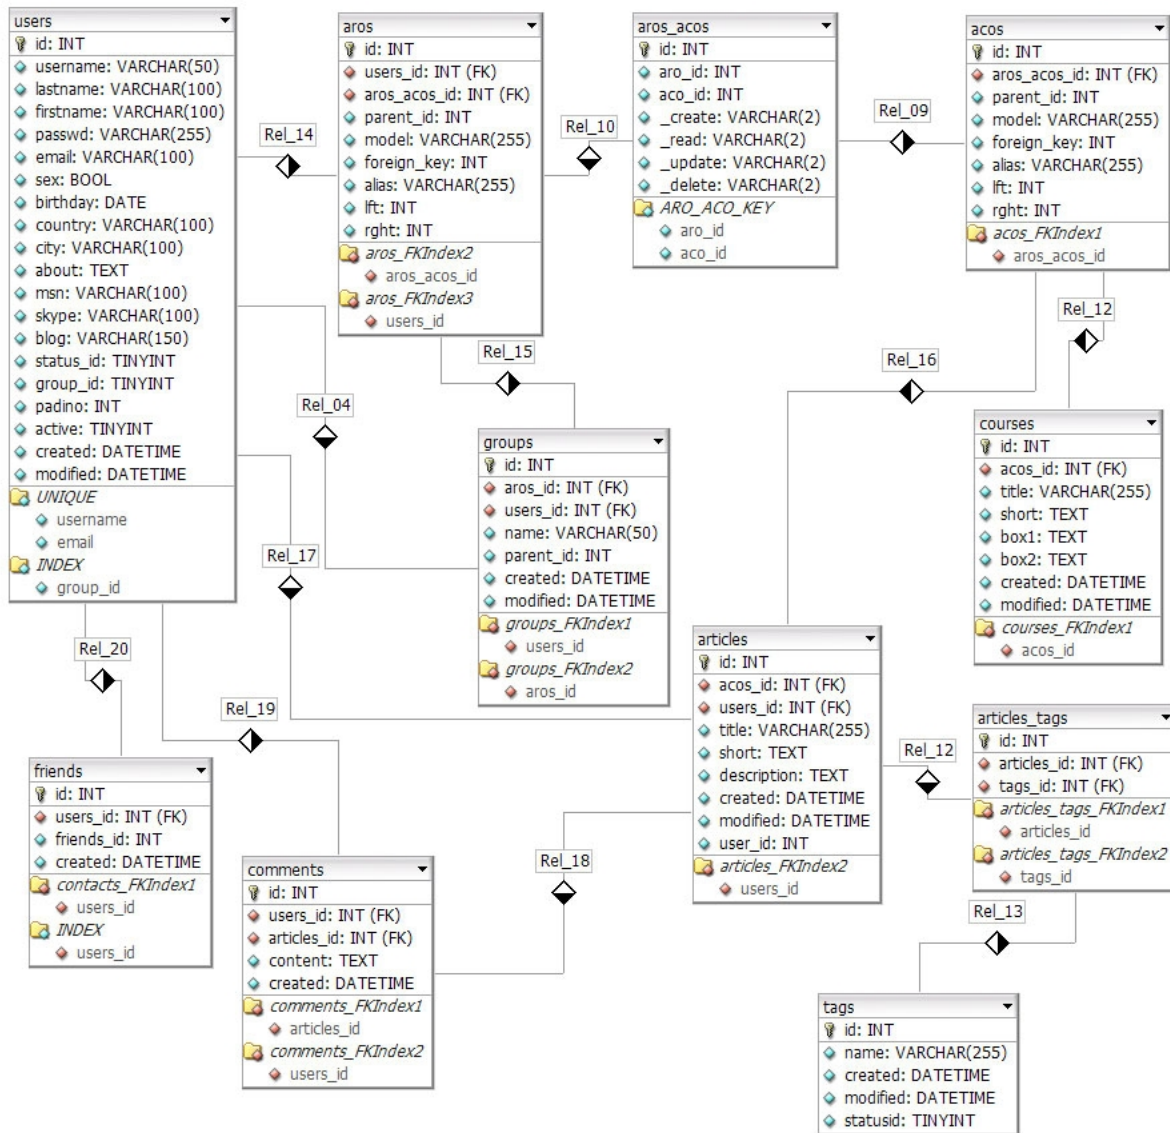 users
id: INT
username: VARCHAR(50)
lastname: VARCHAR(100)
firstname: VARCHAR(100)
passwd: VARCHAR(255)
email: VARCHAR(100)
sex: BOOL
birthday: DATE
country: VARCHAR(100)
city: VARCHAR(100)
about: TEXT
msn: VARCHAR(100)
skype: VARCHAR(100)
blog: VARCHAR(150)
status_id: TINYINT
group_id: TINYINT
padino: INT
active: TINYINT
created: DATETIME
modified: DATETIME
UNIQUE
username
email
INDEX
group_id
Rel_14
aros
id: INT
users_id: INT (FK)
aros_acos_id: INT (FK)
parent_id: INT
model: VARCHAR(255)
foreign_key: INT
alias: VARCHAR(255)
lft: INT
rght: INT
aros_FKIndex2
aros_acos_id
aros_FKIndex3
users_id
Rel_10
aros_acos
id: INT
aro_id: INT
aco_id: INT
_create: VARCHAR(2)
_read: VARCHAR(2)
_update: VARCHAR(2)
_delete: VARCHAR(2)
ARO_ACO_KEY
aro_id
aco_id
Rel_09
acos
id: INT
aros_acos_id: INT (FK)
parent_id: INT
model: VARCHAR(255)
foreign_key: INT
alias: VARCHAR(255)
lft: INT
rght: INT
acos_FKIndex1
aros_acos_id
Rel_12
Rel_15
Rel_16
Rel_04
groups
id: INT
aros_id: INT (FK)
users_id: INT (FK)
name: VARCHAR(50)
parent_id: INT
created: DATETIME
modified: DATETIME
groups_FKIndex1
users_id
groups_FKIndex2
aros_id
courses
id: INT
acos_id: INT (FK)
title: VARCHAR(255)
short: TEXT
box1: TEXT
box2: TEXT
created: DATETIME
modified: DATETIME
courses_FKIndex1
acos_id
Rel_17
Rel_20
Rel_19
articles
id: INT
acos_id: INT (FK)
users_id: INT (FK)
title: VARCHAR(255)
short: TEXT
description: TEXT
created: DATETIME
modified: DATETIME
user_id: INT
articles_FKIndex2
users_id
Rel_12
articles_tags
id: INT
articles_id: INT (FK)
tags_id: INT (FK)
articles_tags_FKIndex1
articles_id
articles_tags_FKIndex2
tags_id
friends
id: INT
users_id: INT (FK)
friends_id: INT
created: DATETIME
contacts_FKIndex1
users_id
INDEX
users_id
comments
id: INT
users_id: INT (FK)
articles_id: INT (FK)
content: TEXT
created: DATETIME
comments_FKIndex1
articles_id
comments_FKIndex2
users_id
Rel_18
Rel_13
tags
id: INT
name: VARCHAR(255)
created: DATETIME
modified: DATETIME
statusid: TINYINT